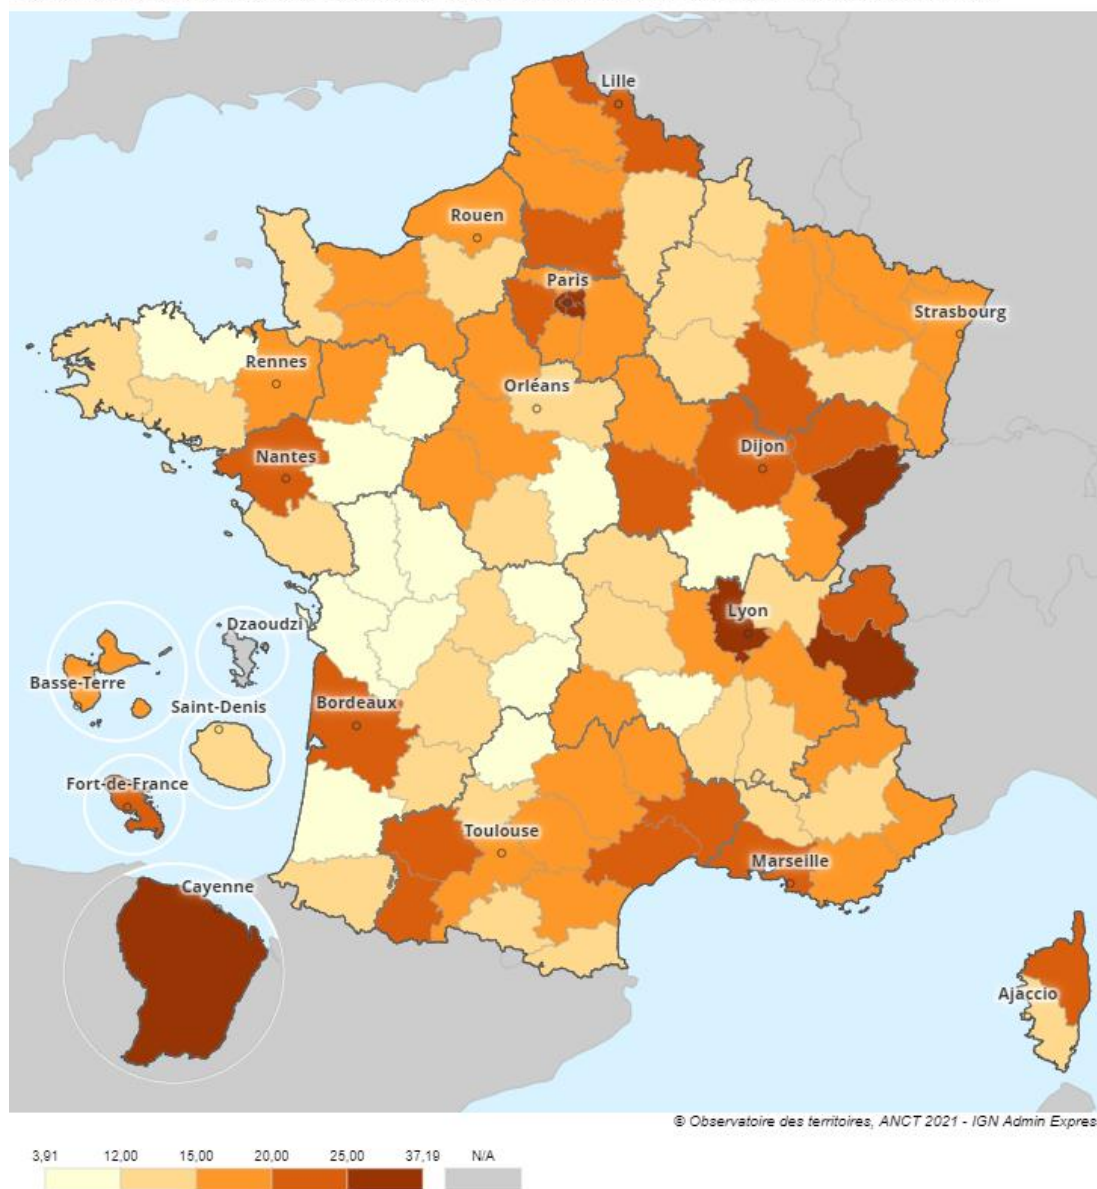 Lille
Rouen
Paris
Strasbourg
Rennes
Orléans
Nantes
Dijon
Lyon
Dzaoudzi
Basse-Terre
Saint-Denis
Bordeaux
Fort-de-France
Toulouse
Marseille
Cayenne
Ajaccio
© Observatoire des territoires, ANCT 2021 - IGN Admin Expres
3,91 12,00 15,00 20,00 25,00 37,19 N/A